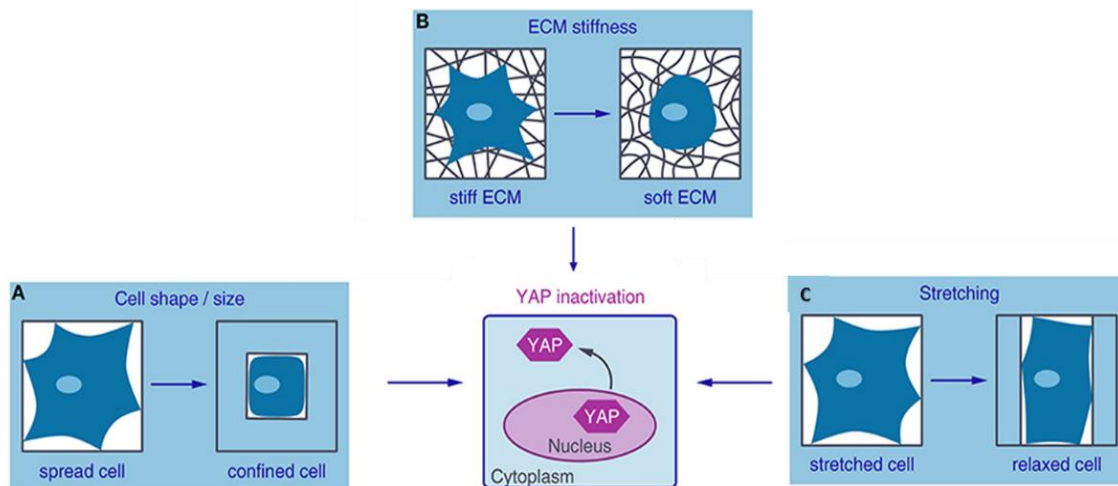 B
ECM stiffness
stiff ECM
soft ECM
A
Cell shape / size
spread cell
confined cell
YAP inactivation
YAP
YAP
Nucleus
Cytoplasm
C
Stretching
stretched cell
relaxed cell